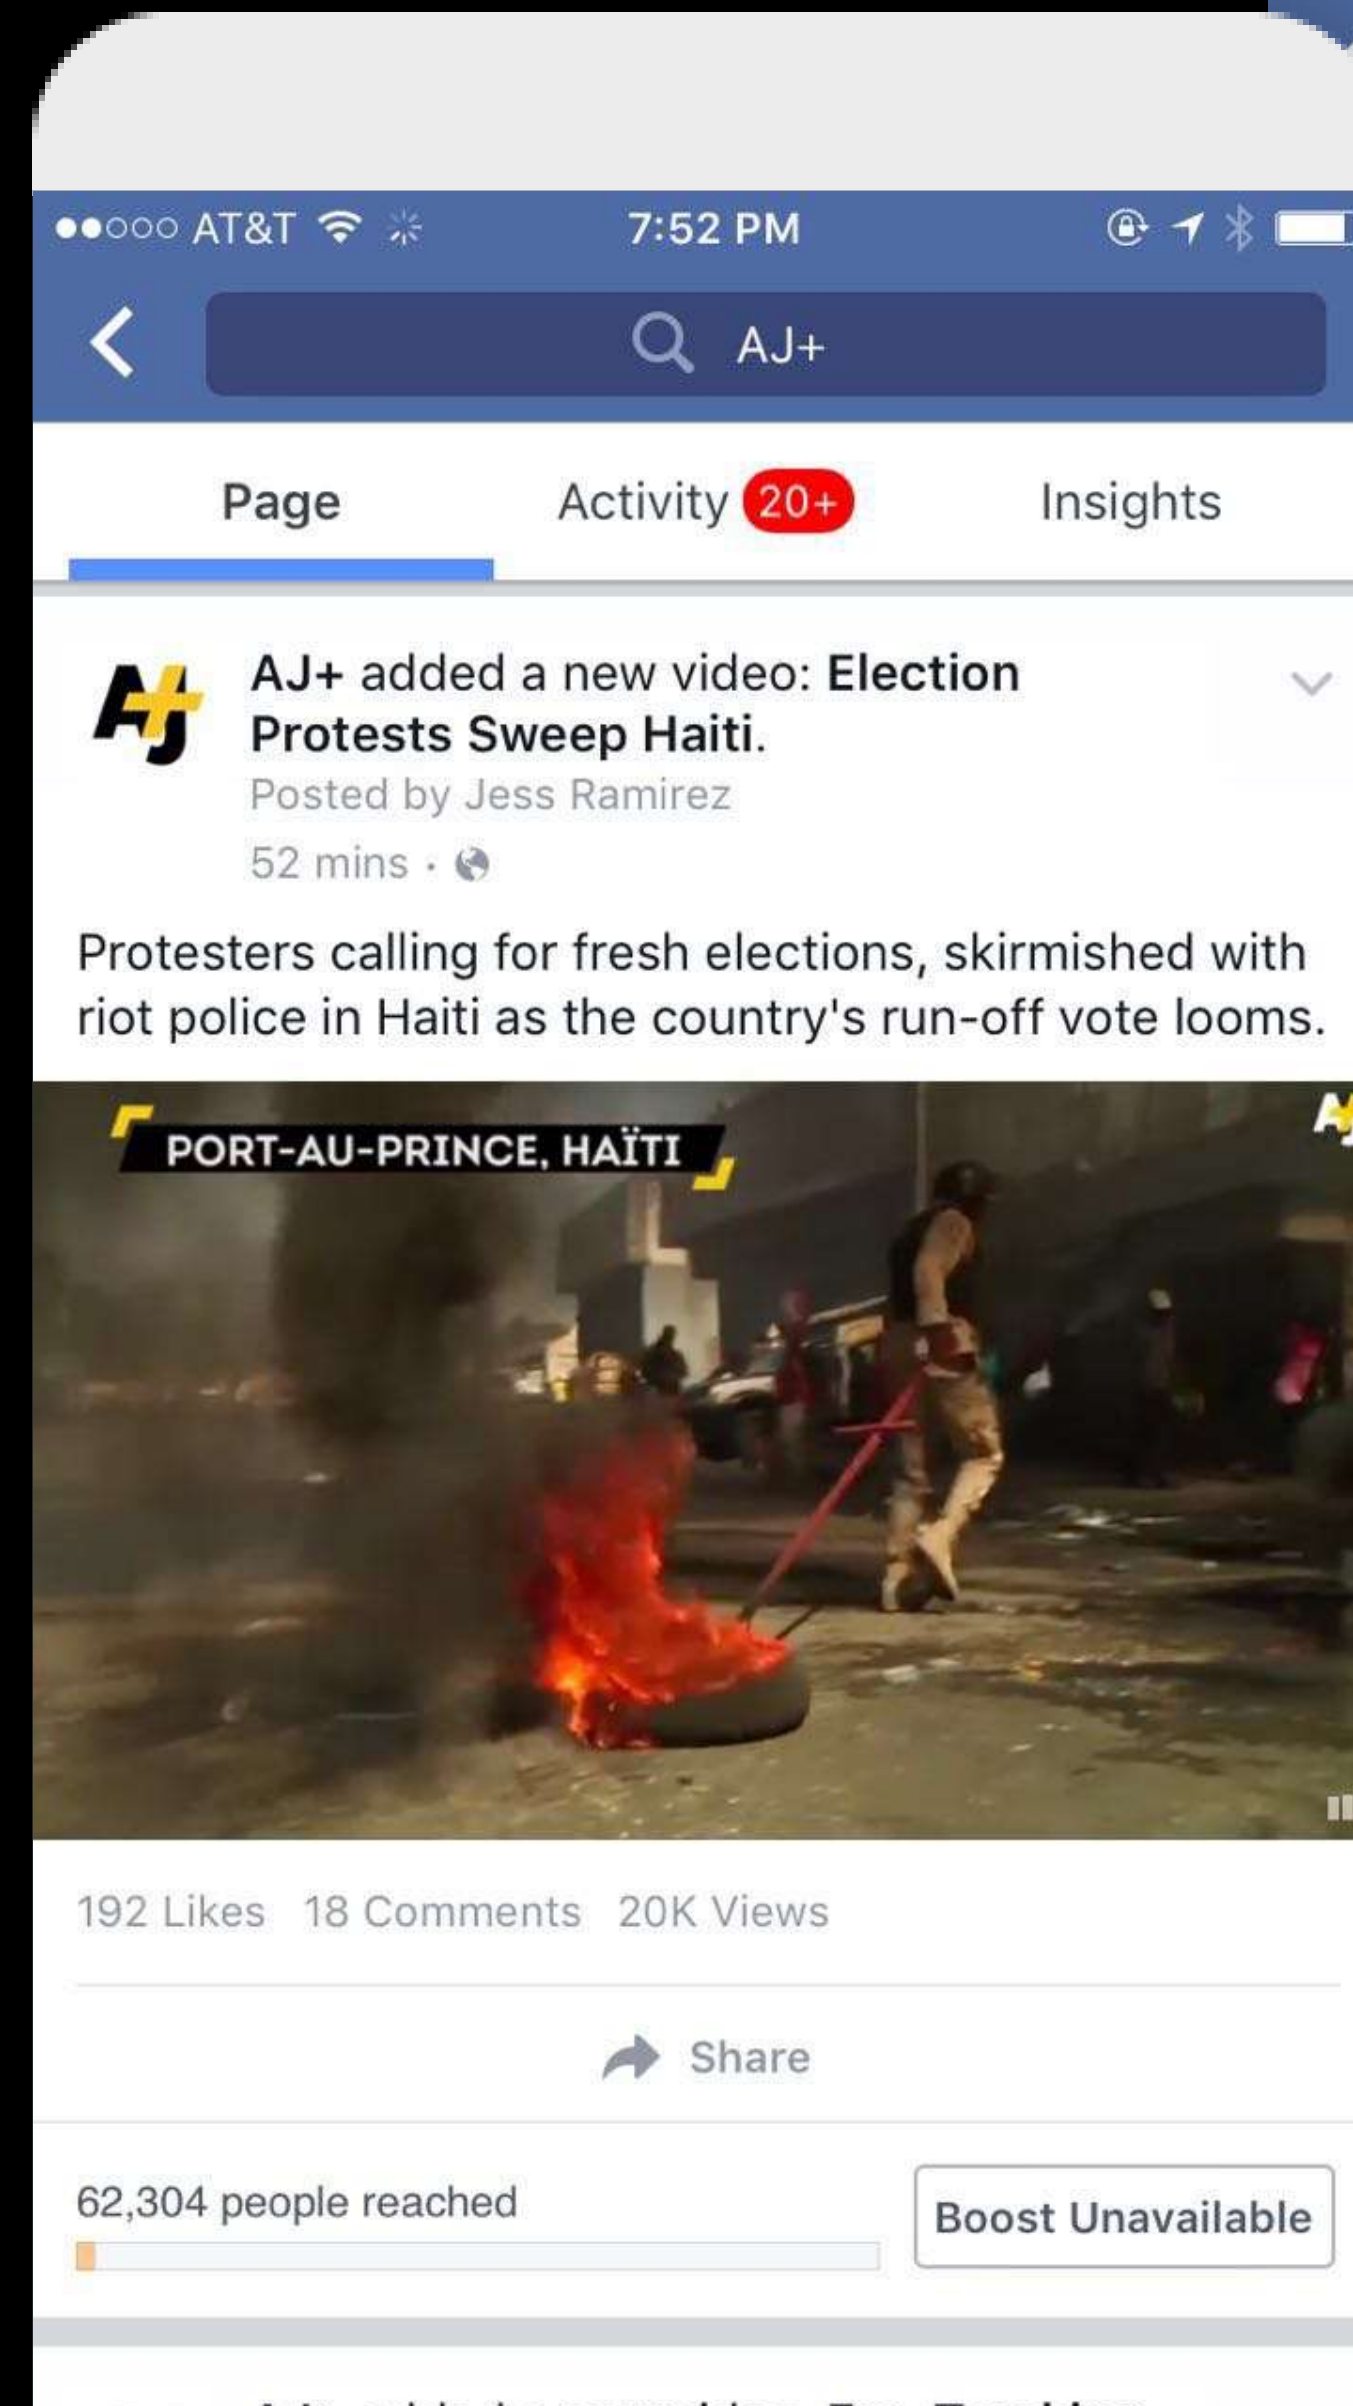 AT&T 7:52 PM
AJ+
Page Activity 20+ Insights
AJ+ added a new video: Election
Protests Sweep Haiti.
Posted by Jess Ramirez
52 mins ·
Protesters calling for fresh elections, skirmished with
riot police in Haiti as the country's run-off vote looms.
PORT-AU-PRINCE, HAÏTI
192 Likes 18 Comments 20K Views
Share
62,304 people reached
Boost Unavailable